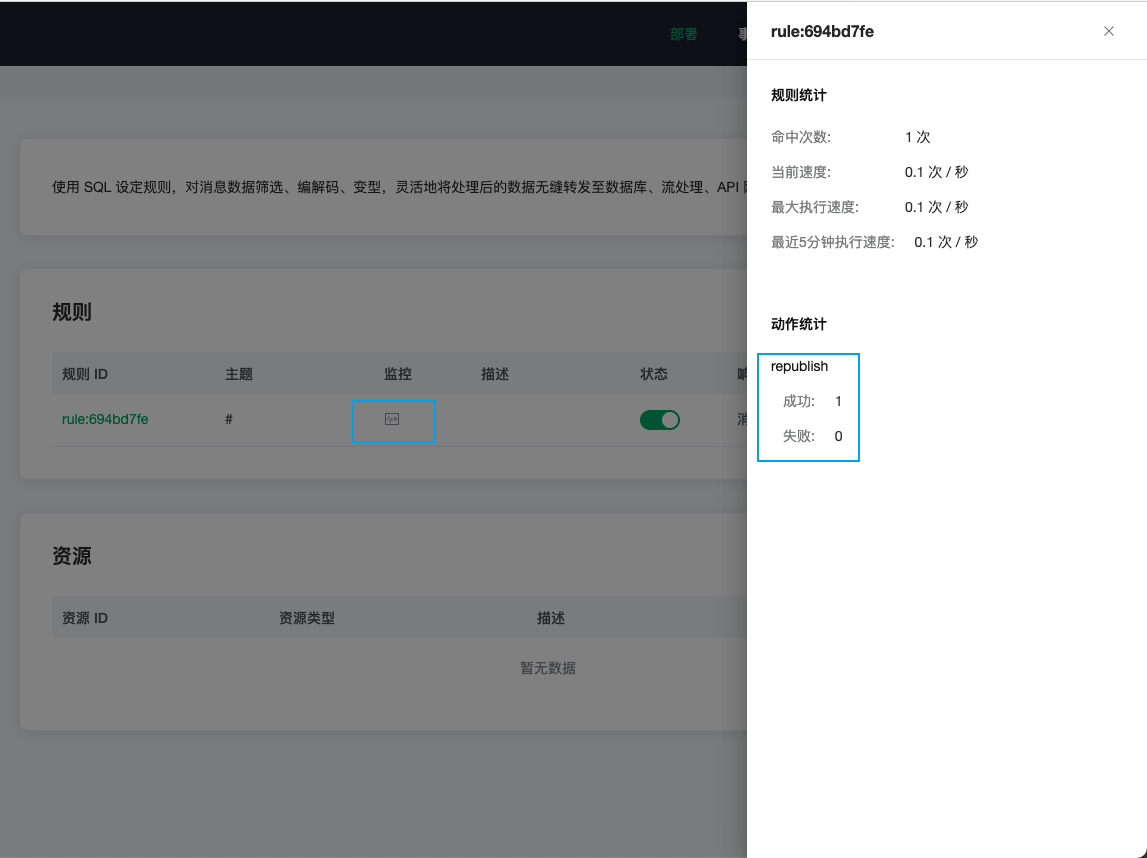 部署
rule:694bd7fe
使用 SQL 设定规则，对消息数据筛选、编解码、变型，灵活地将处理后的数据无缝转发至数据库、流处理、API
规则
规则 ID 主题 监控 描述 状态
rule:694bd7fe #
资源
资源 ID 资源类型 描述
暂无数据
规则统计
命中次数: 1 次
当前速度: 0.1 次 / 秒
最大执行速度: 0.1 次 / 秒
最近5分钟执行速度: 0.1 次 / 秒
动作统计
republish
成功: 1
失败: 0